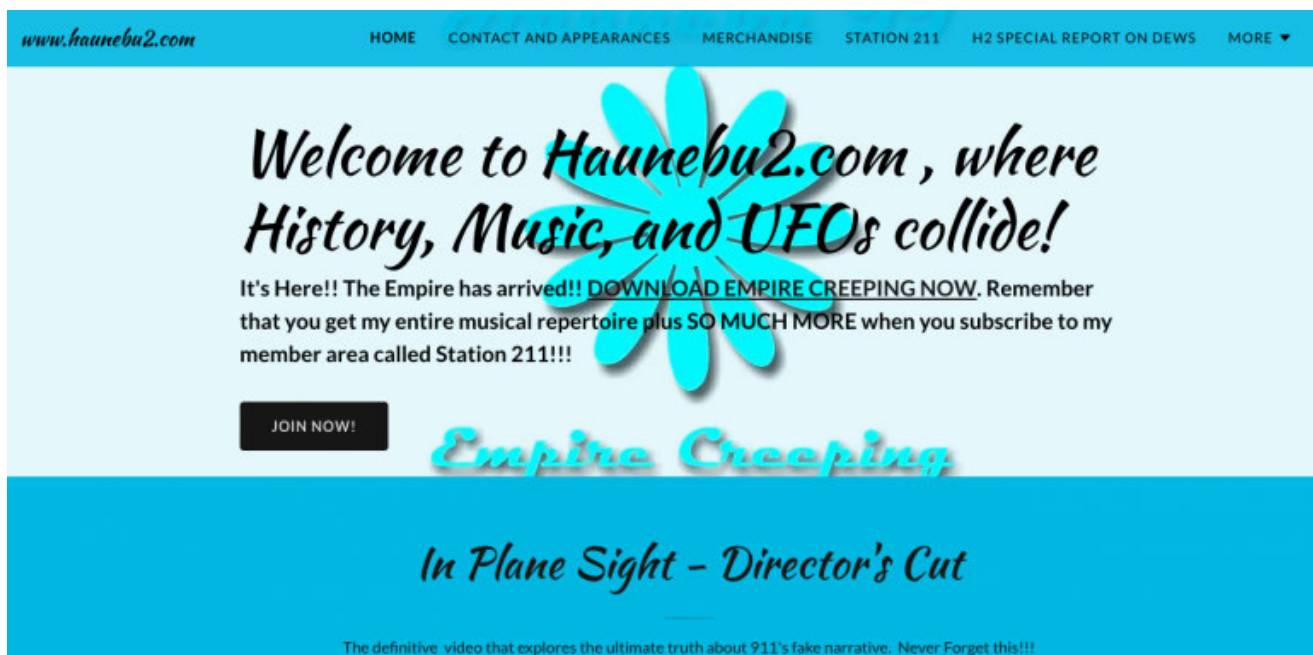 www.haunebu2.com
HOME CONTACT AND APPEARANCES MERCHANDISE STATION 211 H2 SPECIAL REPORT ON DEWS MORE ▼
Welcome to Haunebu2.com , where
History, Music, and UFOs collide!
It's Here!! The Empire has arrived!! DOWNLOAD EMPIRE CREEPING NOW. Remember
that you get my entire musical repertoire plus SO MUCH MORE when you subscribe to my
member area called Station 211!!!
JOIN NOW!
Empire Creeping
In Plane Sight - Director's Cut
The definitive video that explores the ultimate truth about 911's fake narrative. Never Forget this!!!